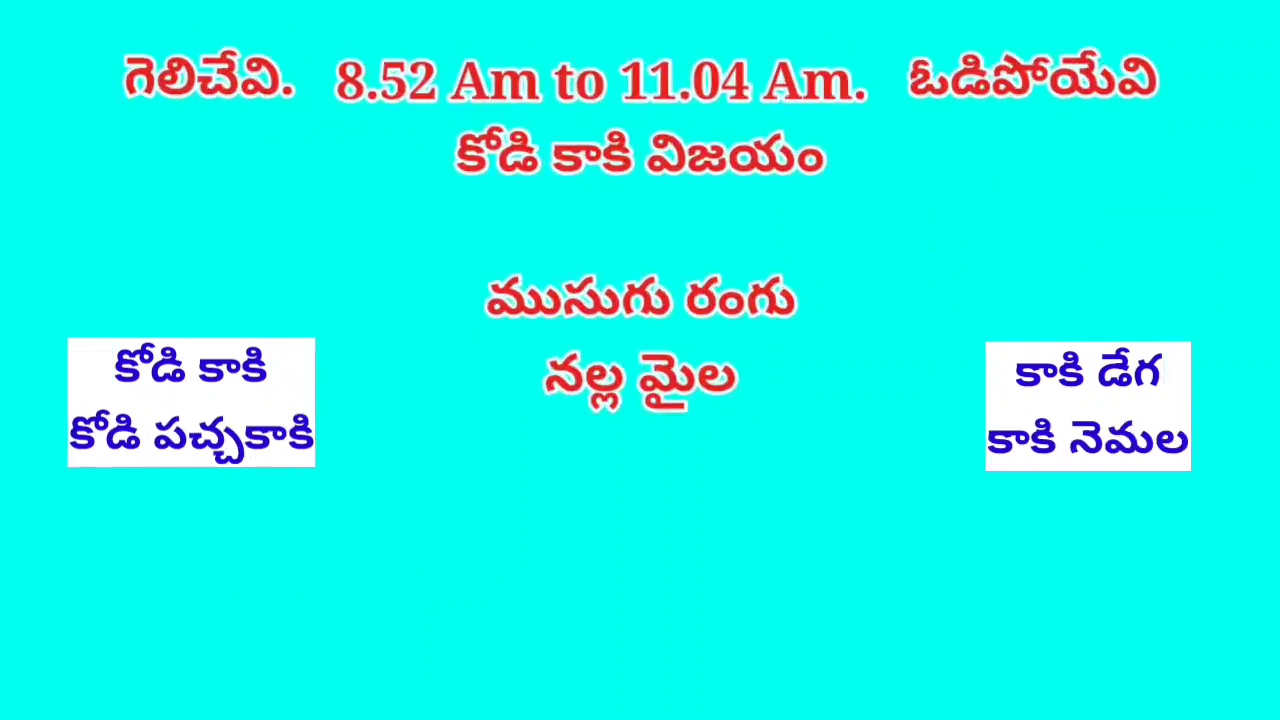 గెలిచేవి. 8.52 Am to 11.04 Am. ఓడిపోయేవి
కోడి కాకి విజయం
ముసుగు రంగు
నల్ల మైల
కోడి కాకి
కోడి పచ్చకాకి
కాకి డేగ
కాకి నెమల